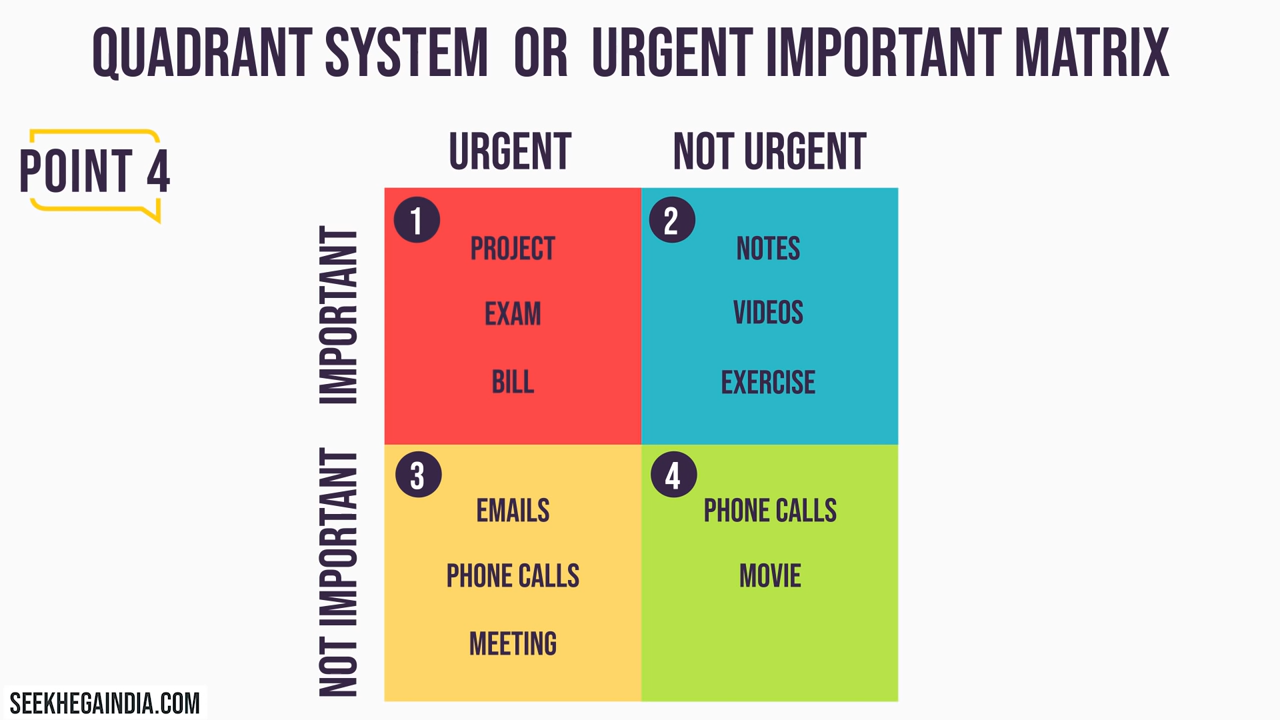 QUADRANT SYSTEM OR URGENT IMPORTANT MATRIX
POINT 4
URGENT
NOT URGENT
IMPORTANT
1
PROJECT
EXAM
BILL
2
NOTES
VIDEOS
EXERCISE
NOT IMPORTANT
3
EMAILS
PHONE CALLS
MEETING
4
PHONE CALLS
MOVIE
SEEKHEGAINDIA.COM